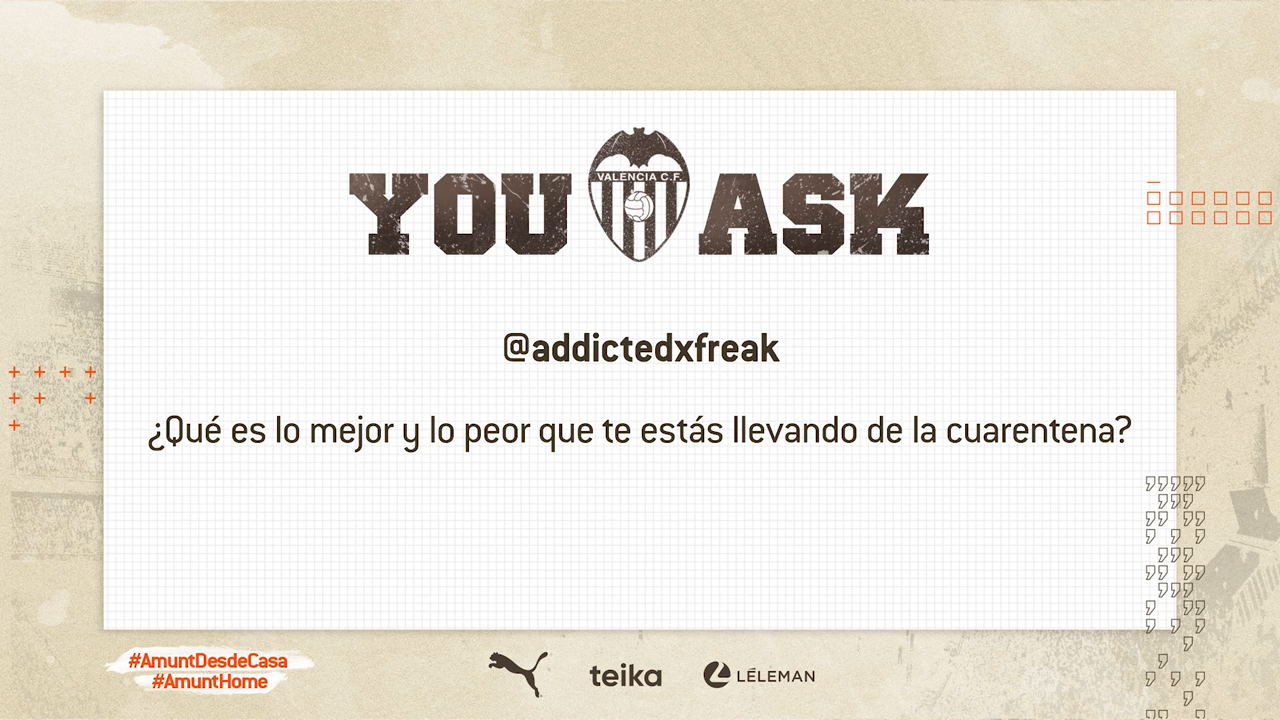 YOU ASK
VALENCIA C.F.
@addictedxfreak
¿Qué es lo mejor y lo peor que te estás llevando de la cuarentena?
#AmuntDesdeCasa
#AmuntHome
teika
LÉLEMAN